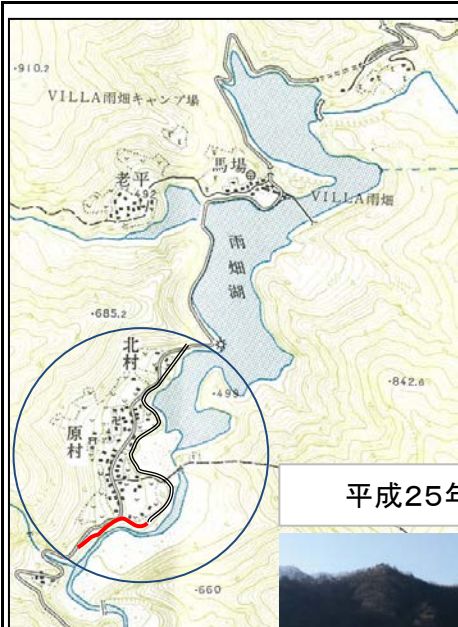 ·910.2
VILLA雨畑キャンプ場
老平
492
馬場
VILLA雨畑
雨畑湖
·685.2
北村
·499
·842.6
原村
平成25年
·660